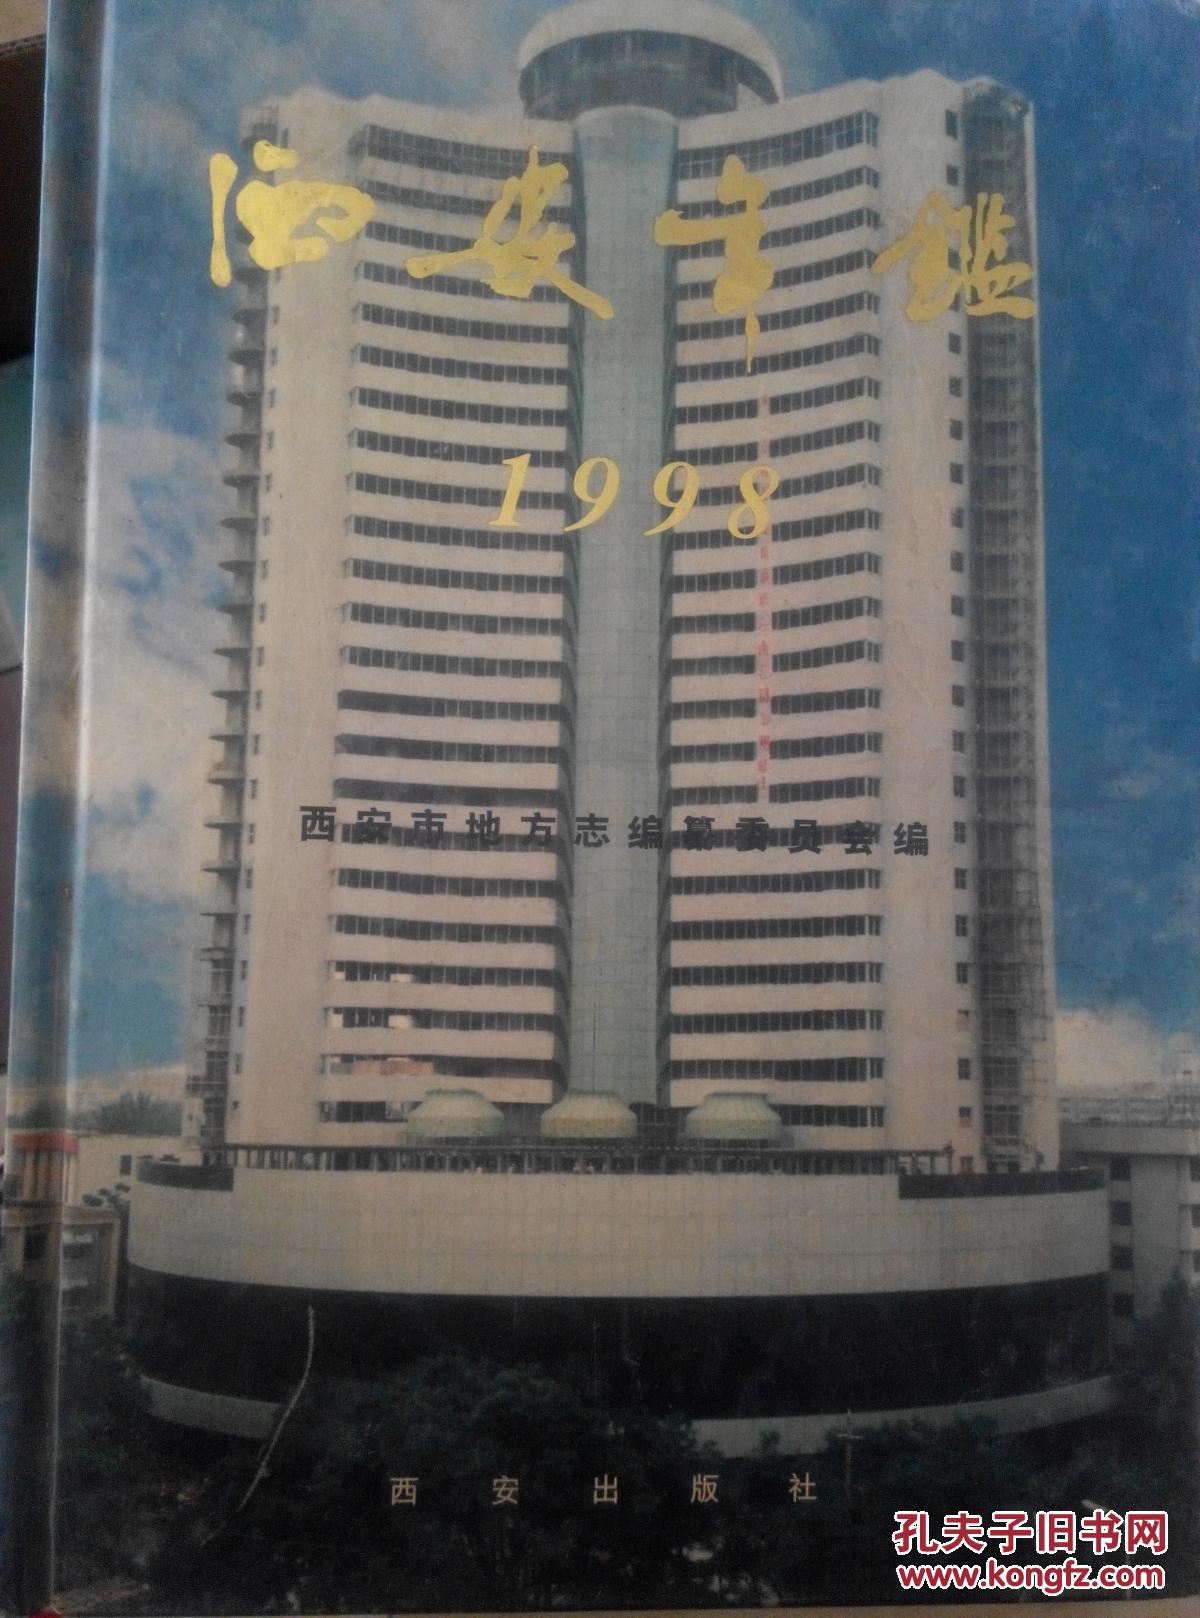 西安年鑑
1998
西安市地方志编纂委员会编
西安出版社
孔夫子旧书网
www.kongfz.com